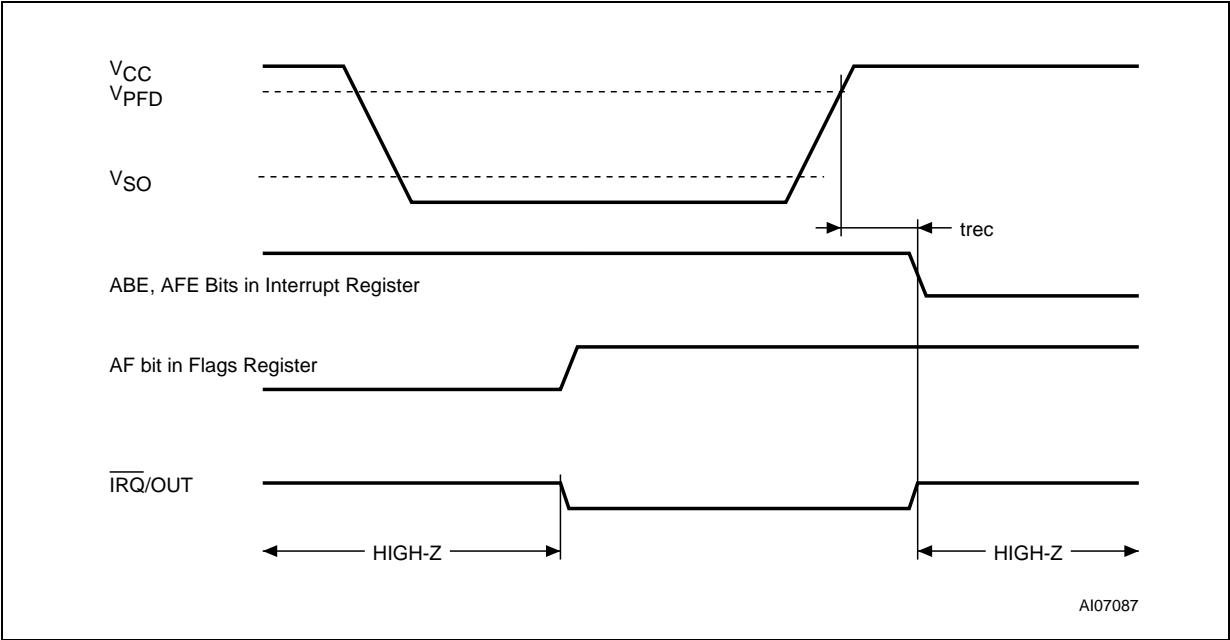 VCC
VPFD
VSO
trec
ABE, AFE Bits in Interrupt Register
AF bit in Flags Register
I̅R̅Q̅/OUT
HIGH-Z
HIGH-Z
AI07087